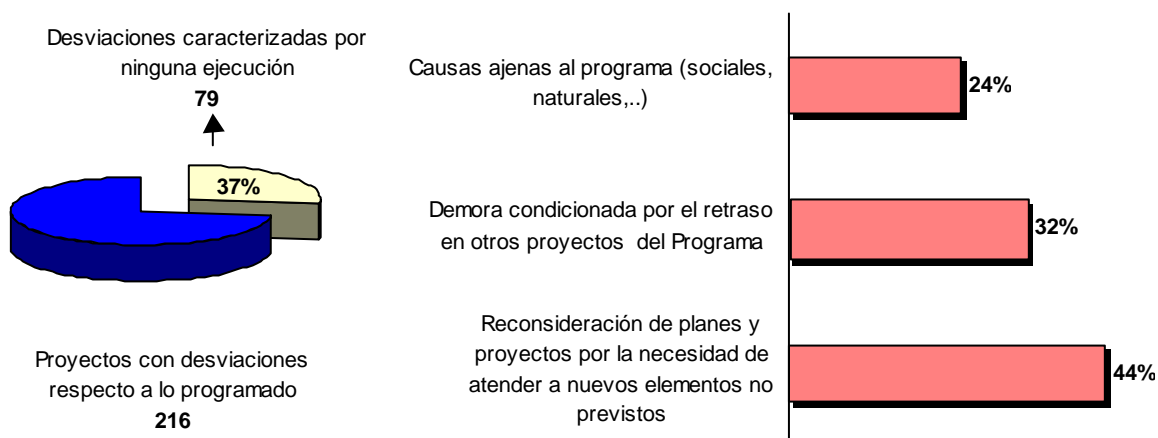 Desviaciones caracterizadas por
ninguna ejecución
79
37%
Proyectos con desviaciones
respecto a lo programado
216
Causas ajenas al programa (sociales,
naturales,..)
24%
Demora condicionada por el retraso
en otros proyectos del Programa
32%
Reconsideración de planes y
proyectos por la necesidad de
atender a nuevos elementos no
previstos
44%